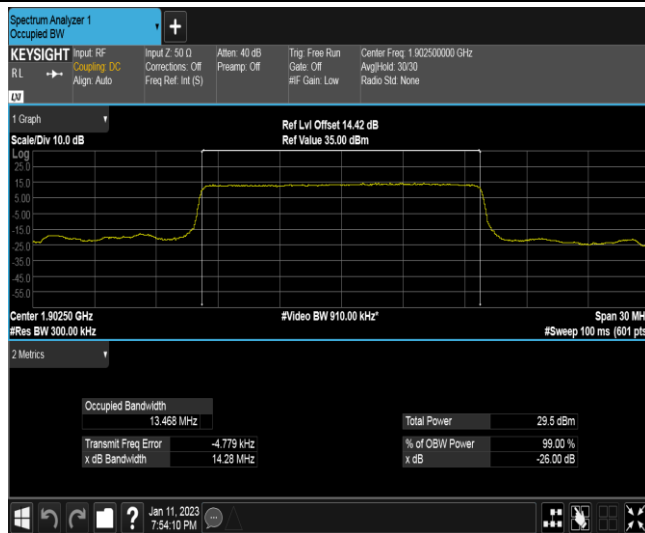 Spectrum Analyzer 1
Occupied BW
+
KEYSIGHT
RL
Input: RF
Coupling: DC
Align: Auto
Input Z: 50 Ω
Corrections: Off
Freq Ref: Int (S)
Atten: 40 dB
Preamp: Off
Trig: Free Run
Gate: Off
#IF Gain: Low
Center Freq: 1.902500000 GHz
Avg|Hold: 30/30
Radio Std: None
LXI
1 Graph
Scale/Div 10.0 dB
Ref Lvl Offset 14.42 dB
Ref Value 35.00 dBm
Log
25.0
15.0
5.00
-5.00
-15.0
-25.0
-35.0
-45.0
-55.0
Center 1.90250 GHz
#Video BW 910.00 kHz*
Span 30 MH
#Res BW 300.00 kHz
#Sweep 100 ms (601 pts
2 Metrics
Occupied Bandwidth
13.468 MHz
Total Power 29.5 dBm
Transmit Freq Error -4.779 kHz
% of OBW Power 99.00 %
x dB Bandwidth 14.28 MHz
x dB -26.00 dB
?
Jan 11, 2023
7:54:10 PM